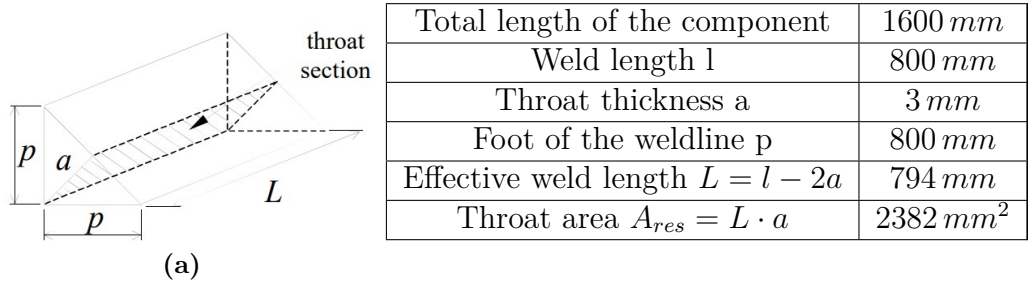 throat
section
p
a
L
p
(a)
Total length of the component 1600 mm
Weld length l 800 mm
Throat thickness a 3 mm
Foot of the weldline p 800 mm
Effective weld length L = l − 2a 794 mm
Throat area A_res = L · a 2382 mm²